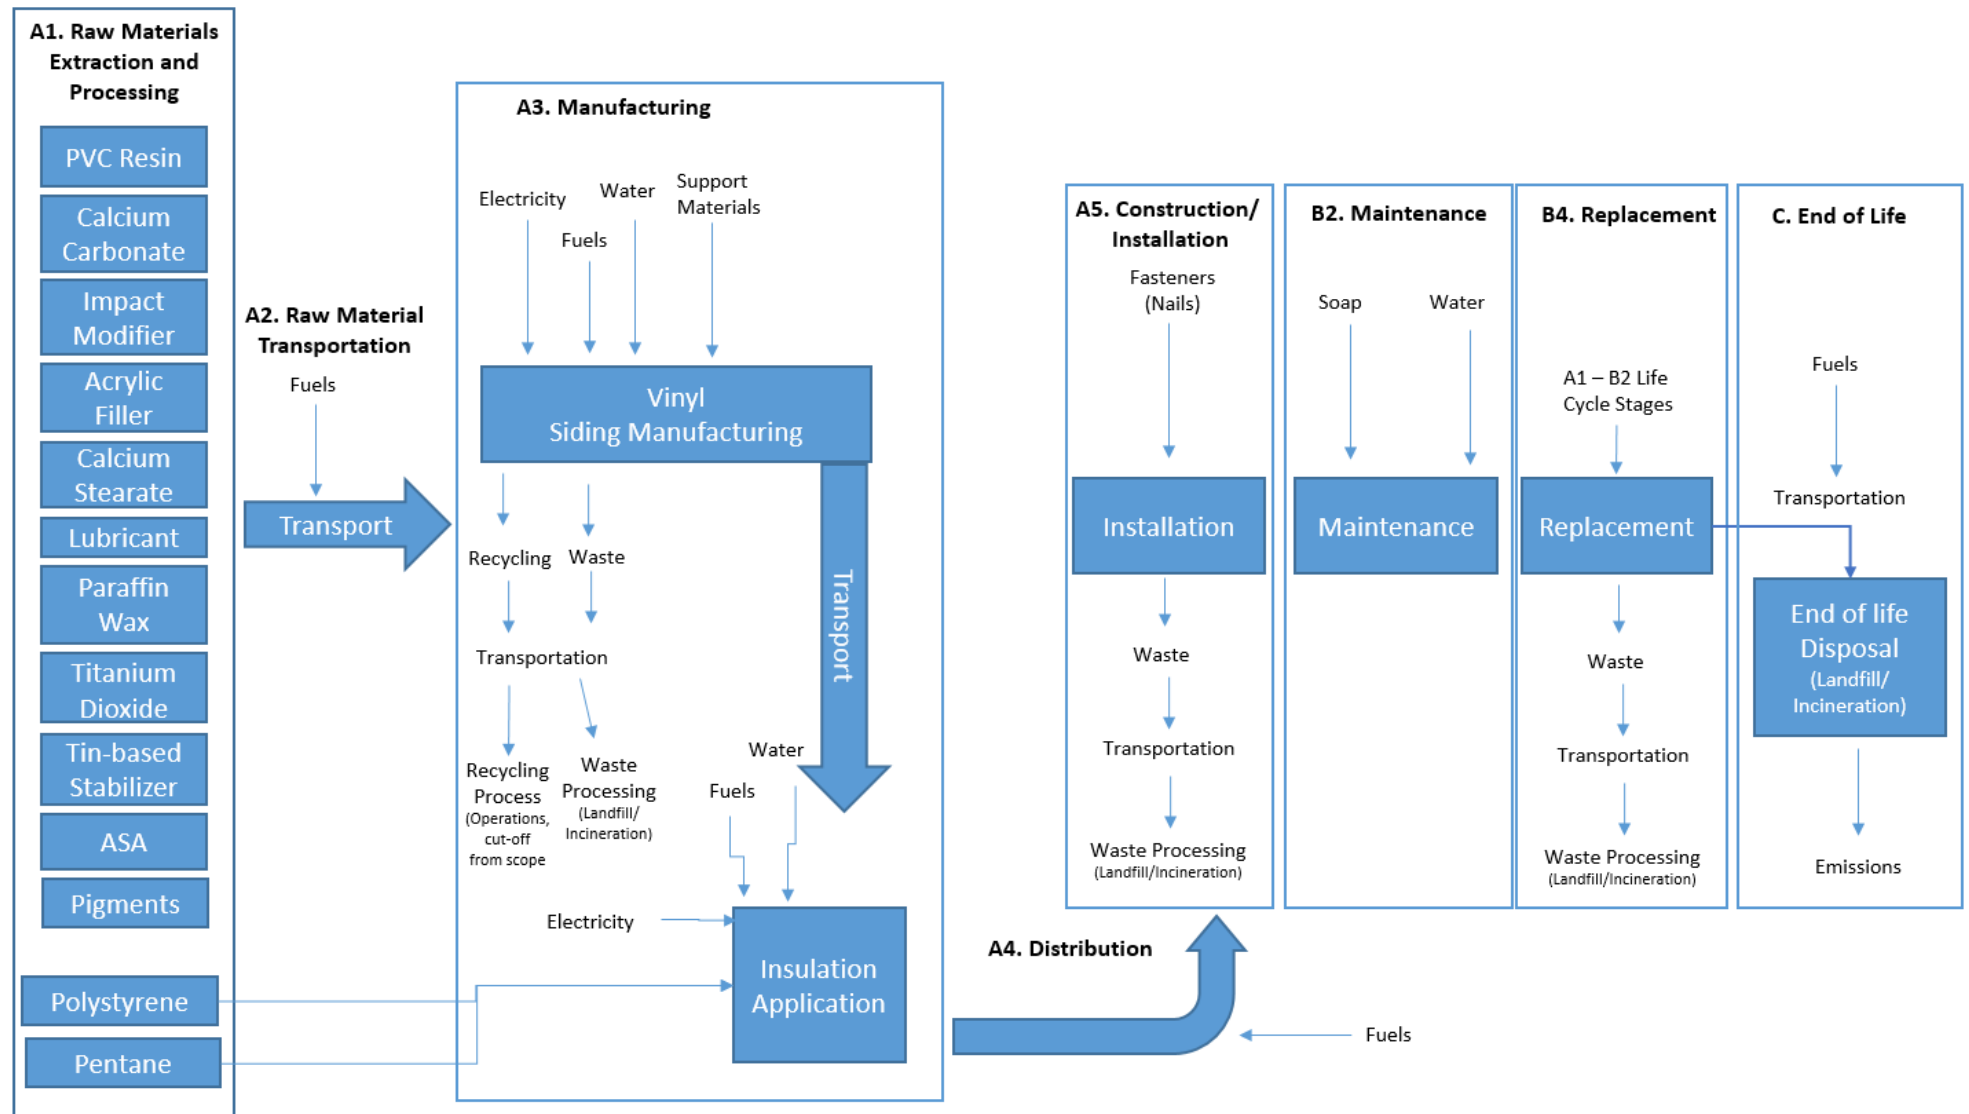 A1. Raw Materials
Extraction and
Processing
PVC Resin
Calcium
Carbonate
Impact
Modifier
Acrylic
Filler
Calcium
Stearate
Lubricant
Paraffin
Wax
Titanium
Dioxide
Tin-based
Stabilizer
ASA
Pigments
Polystyrene
Pentane
A2. Raw Material
Transportation
Fuels
Transport
A3. Manufacturing
Electricity
Fuels
Water
Support
Materials
Vinyl
Siding Manufacturing
Recycling
Waste
Transportation
Recycling
Process
(Operations,
cut-off
from scope
Waste
Processing
(Landfill/
Incineration)
Transport
Water
Fuels
Electricity
Insulation
Application
A4. Distribution
Fuels
A5. Construction/
Installation
Fasteners
(Nails)
Installation
Waste
Transportation
Waste Processing
(Landfill/Incineration)
B2. Maintenance
Soap
Water
Maintenance
B4. Replacement
A1 – B2 Life
Cycle Stages
Replacement
Waste
Transportation
Waste Processing
(Landfill/Incineration)
C. End of Life
Fuels
Transportation
End of life
Disposal
(Landfill/
Incineration)
Emissions